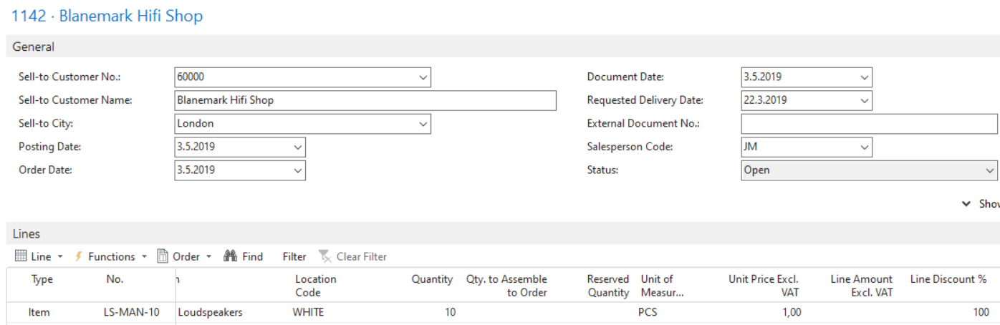 1142 · Blanemark Hifi Shop
General
Sell-to Customer No.: 60000
Document Date: 3.5.2019
Sell-to Customer Name: Blanemark Hifi Shop
Requested Delivery Date: 22.3.2019
Sell-to City: London
External Document No.:
Posting Date: 3.5.2019
Salesperson Code: JM
Order Date: 3.5.2019
Status: Open
Lines
Line Functions Order Find Filter Clear Filter
Type No. Location Quantity Qty. to Assemble Reserved Unit of Unit Price Excl. Line Amount Line Discount %
Code to Order Quantity Measur... VAT Excl. VAT
Item LS-MAN-10 Loudspeakers WHITE 10 PCS 1,00 100